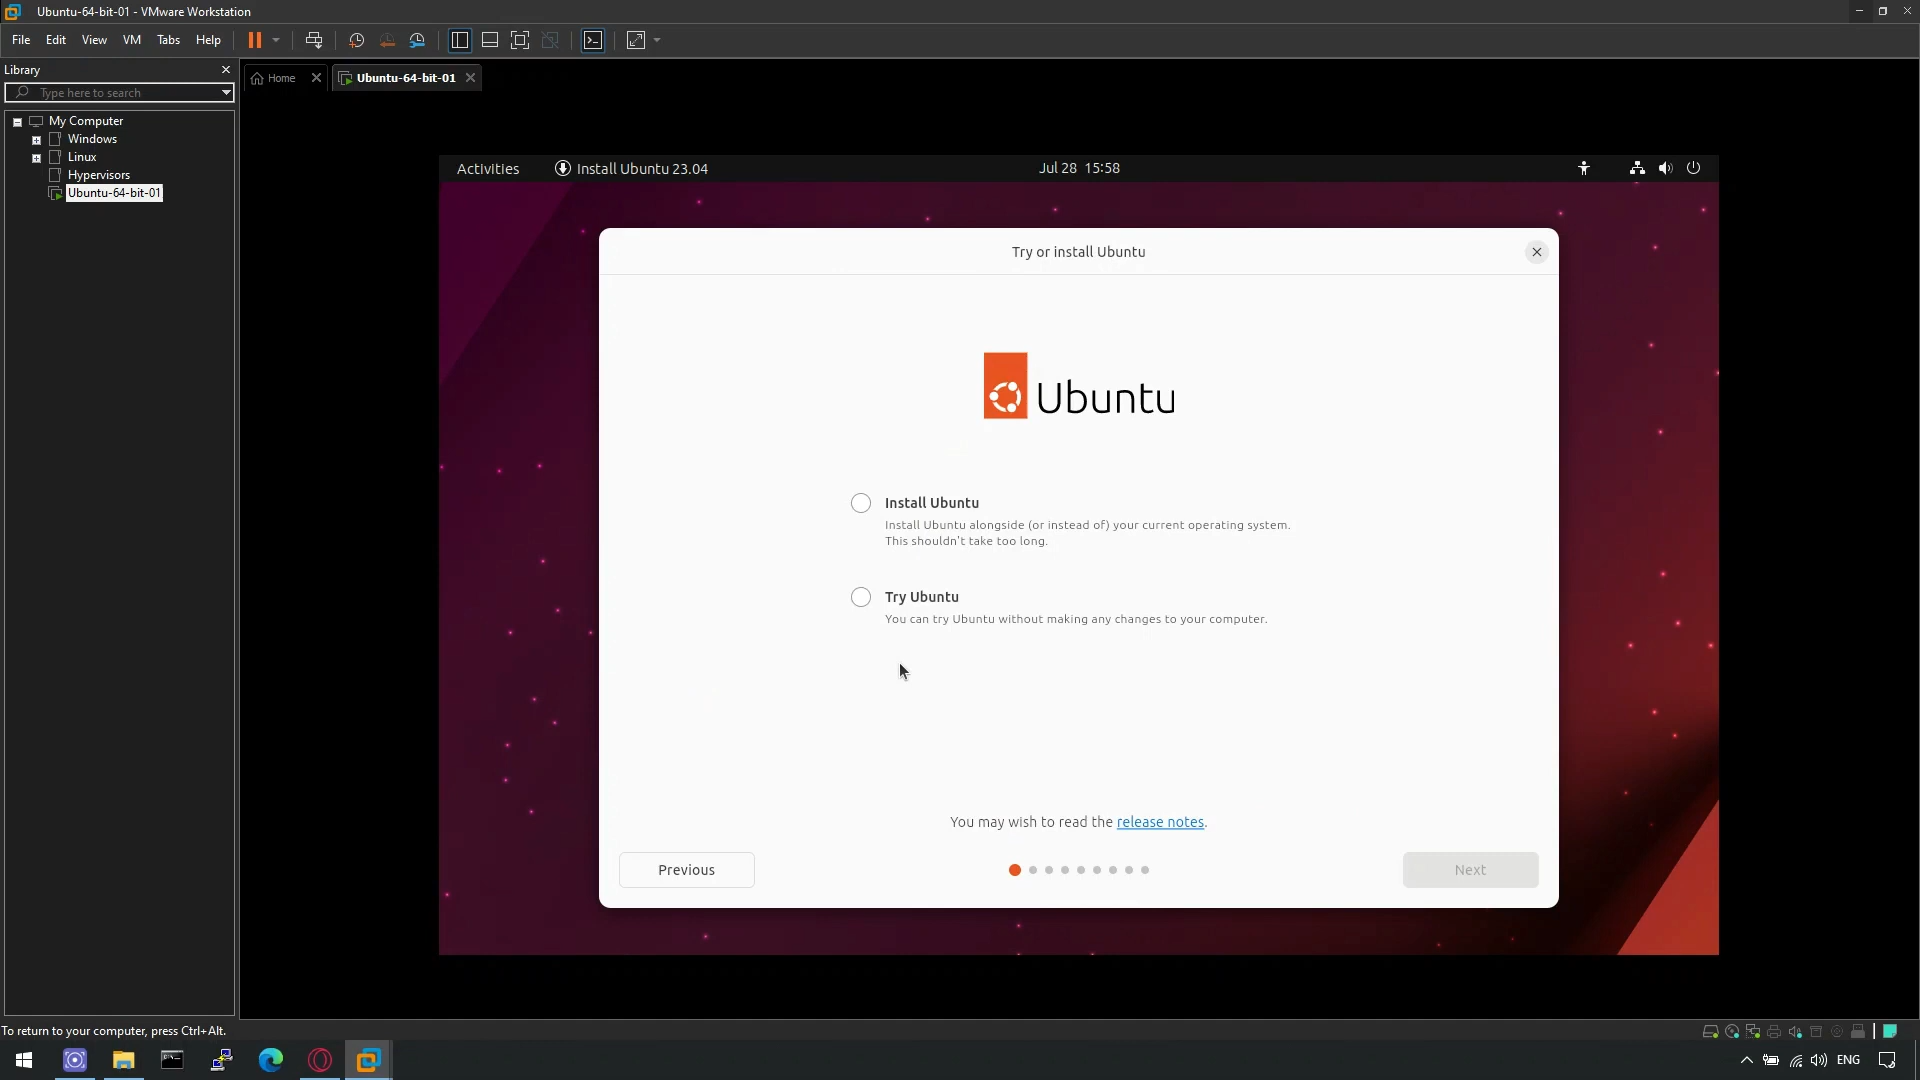 Ubuntu-64-bit-01 - VMware Workstation
File Edit View VM Tabs Help
Library
Type here to search
My Computer
Windows
Linux
Hypervisors
Ubuntu-64-bit-01
Home
Ubuntu-64-bit-01
Activities
Install Ubuntu 23.04
Jul 28 15:58
Try or install Ubuntu
Ubuntu
Install Ubuntu
Install Ubuntu alongside (or instead of) your current operating system.
This shouldn't take too long.
Try Ubuntu
You can try Ubuntu without making any changes to your computer.
You may wish to read the release notes.
Previous
Next
To return to your computer, press Ctrl+Alt.
ENG